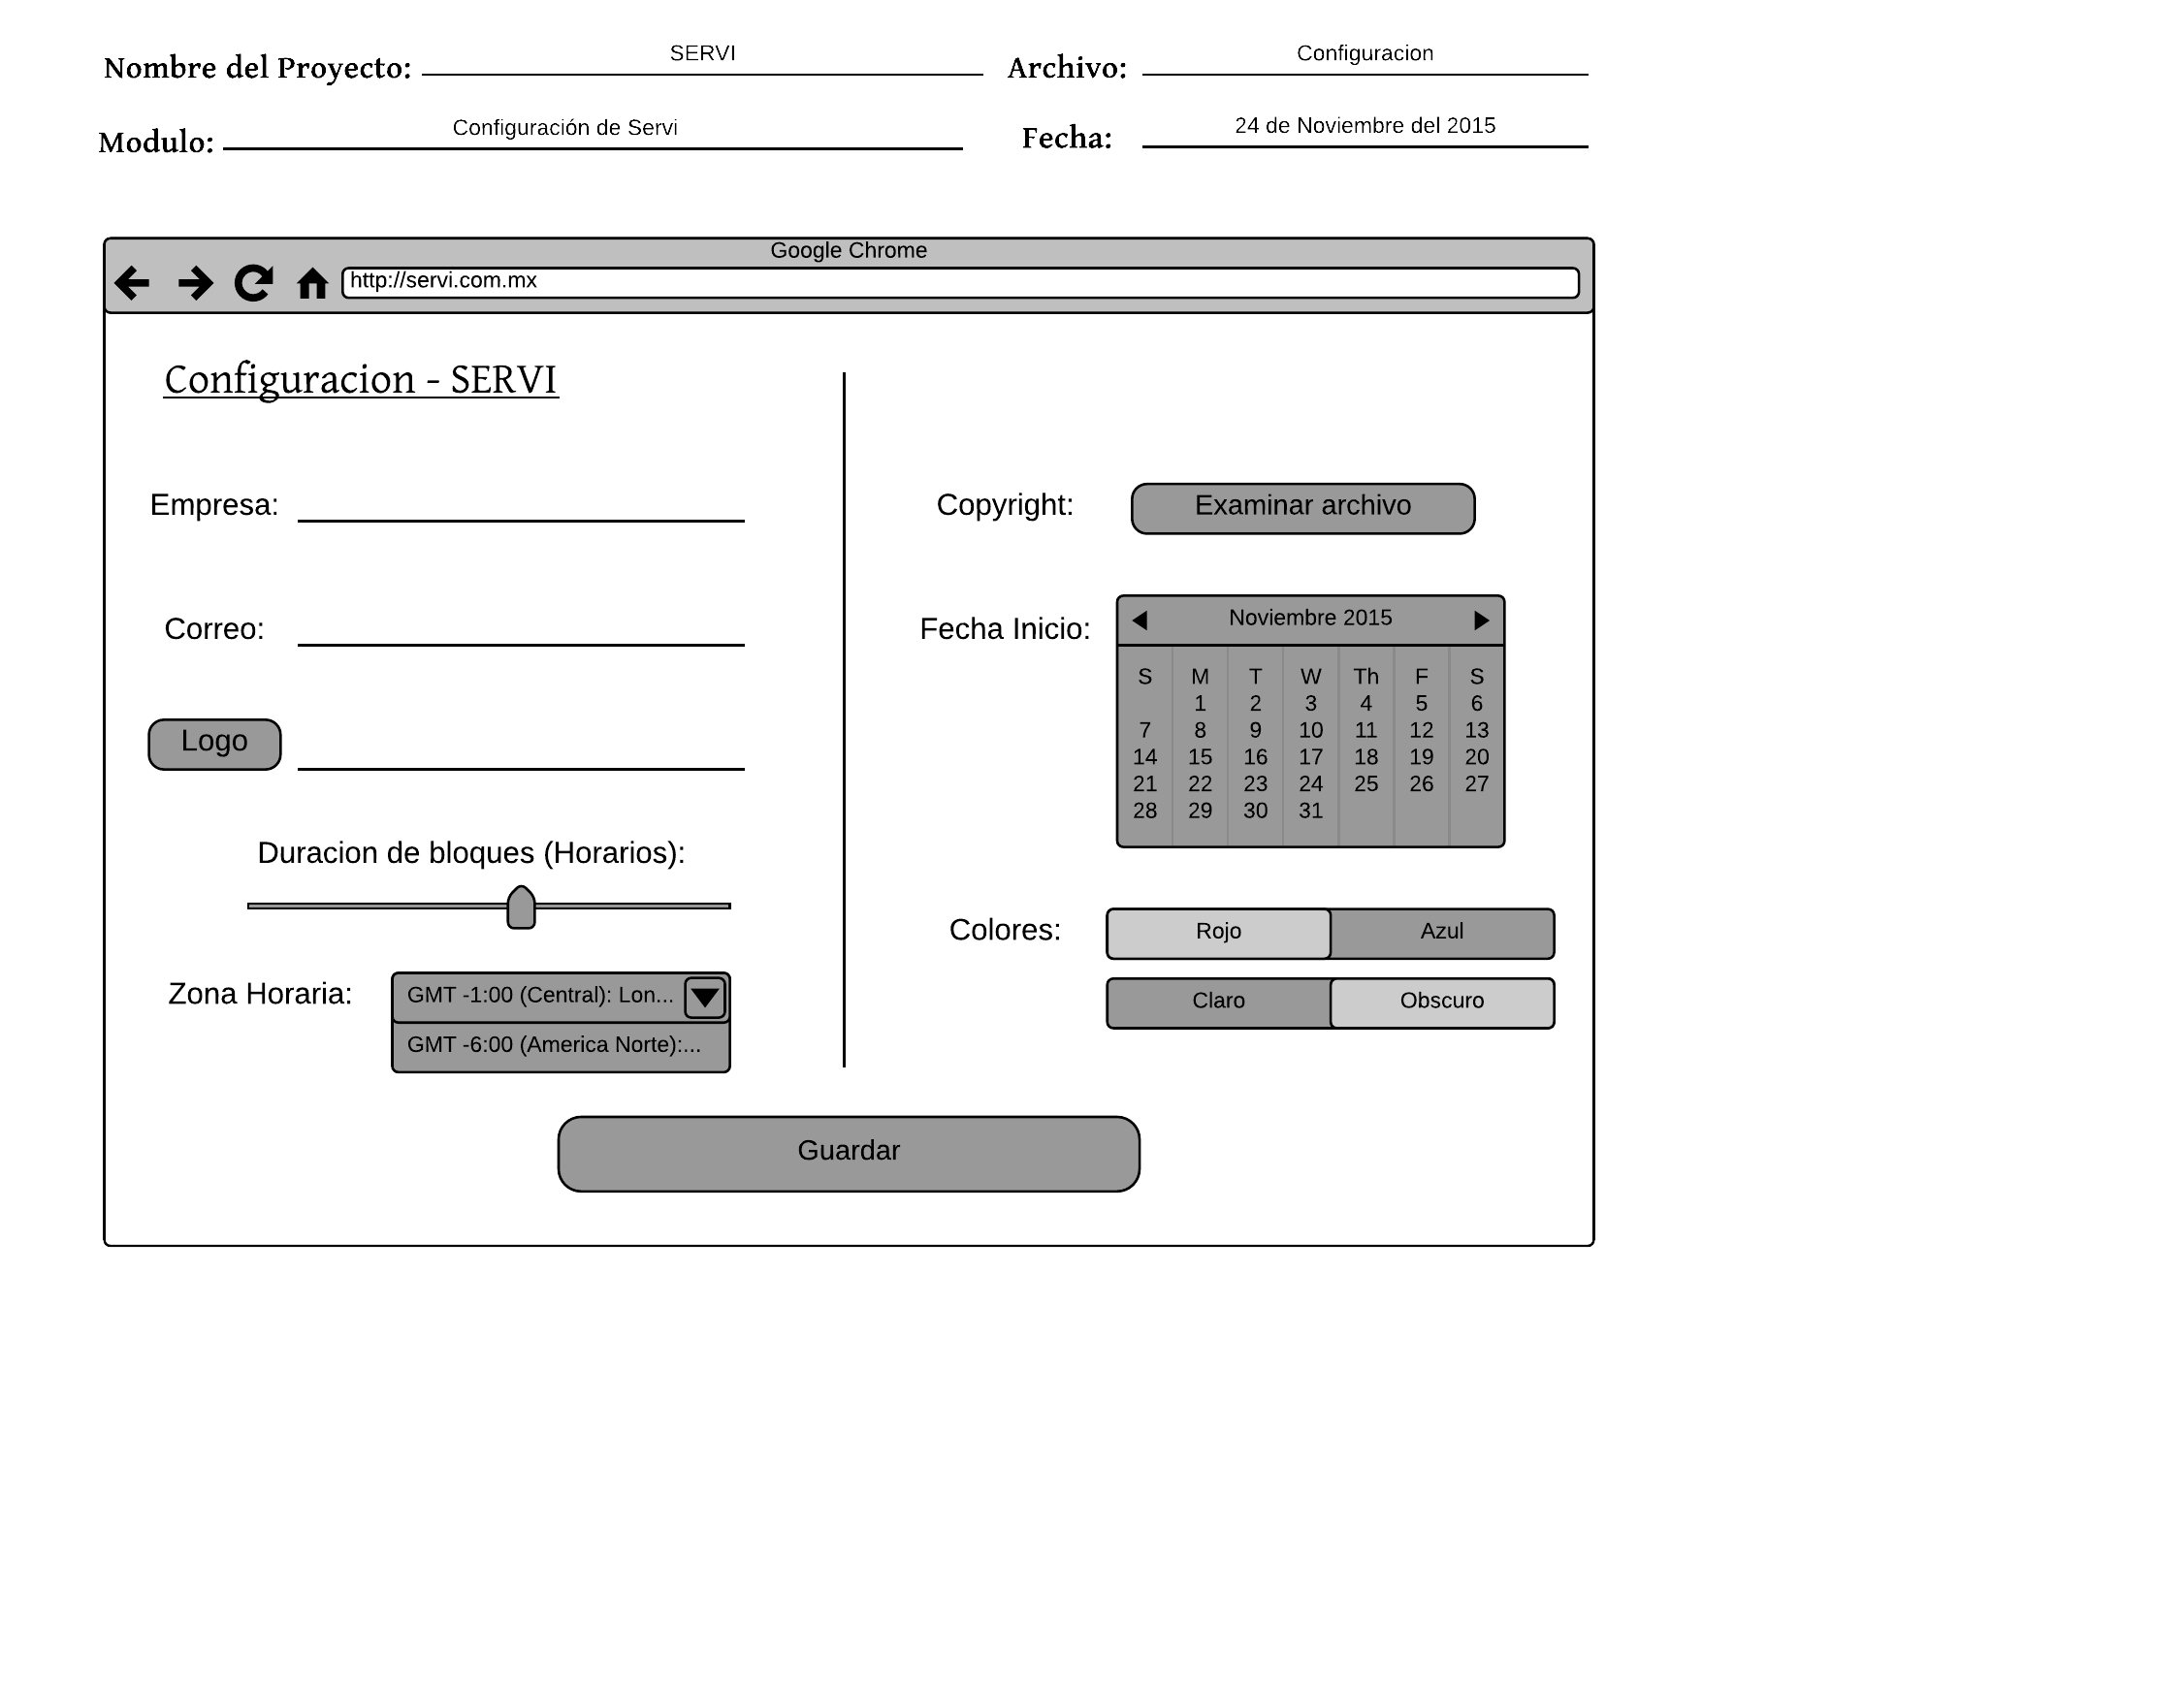 Nombre del Proyecto: SERVI Archivo: Configuracion
Modulo: Configuración de Servi Fecha: 24 de Noviembre del 2015
Google Chrome
http://servi.com.mx
Configuracion - SERVI
Empresa:
Correo:
Logo
Duracion de bloques (Horarios):
Zona Horaria: GMT -1:00 (Central): Lon...
GMT -6:00 (America Norte):...
Copyright: Examinar archivo
Fecha Inicio: Noviembre 2015
S M T W Th F S
1 2 3 4 5 6
7 8 9 10 11 12 13
14 15 16 17 18 19 20
21 22 23 24 25 26 27
28 29 30 31
Colores: Rojo Azul
Claro Obscuro
Guardar